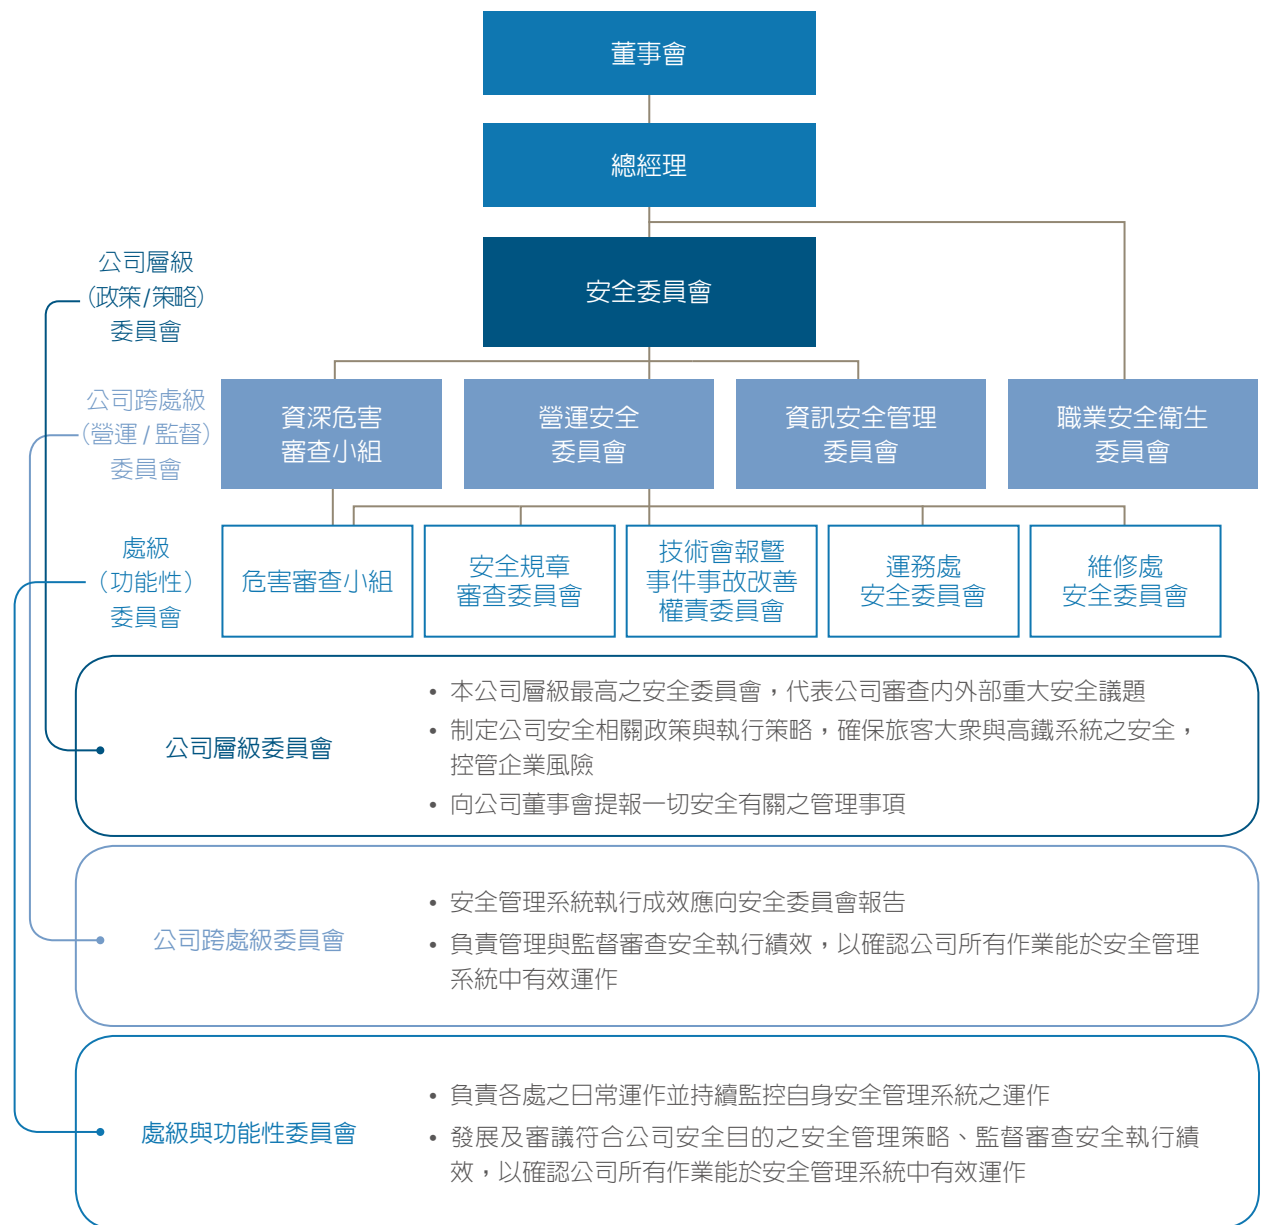 董事會
總經理
安全委員會
公司層級
(政策/策略)
委員會
公司跨處級
(營運/監督)
委員會
資深危害
審查小組
營運安全
委員會
資訊安全管理
委員會
職業安全衛生
委員會
處級
(功能性)
委員會
危害審查小組
安全規章
審查委員會
技術會報暨
事件事故改善
權責委員會
運務處
安全委員會
維修處
安全委員會
公司層級委員會
• 本公司層級最高之安全委員會，代表公司審查內外部重大安全議題
• 制定公司安全相關政策與執行策略，確保旅客大眾與高鐵系統之安全，
控管企業風險
• 向公司董事會提報一切安全有關之管理事項
公司跨處級委員會
• 安全管理系統執行成效應向安全委員會報告
• 負責管理與監督審查安全執行績效，以確認公司所有作業能於安全管理
系統中有效運作
處級與功能性委員會
• 負責各處之日常運作並持續監控自身安全管理系統之運作
• 發展及審議符合公司安全目的之安全管理策略、監督審查安全執行績
效，以確認公司所有作業能於安全管理系統中有效運作